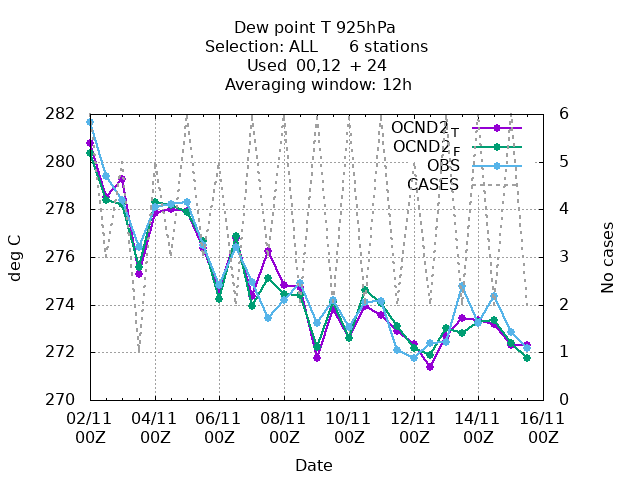 Dew point T 925hPa
Selection: ALL 6 stations
Used 00,12 + 24
Averaging window: 12h
282 6
OCND2_T
OCND2_F
280 5
OBS
CASES
278 4
276 3
274 2
272 1
270 0
deg C
No cases
02/11 04/11 06/11 08/11 10/11 12/11 14/11 16/11
00Z 00Z 00Z 00Z 00Z 00Z 00Z 00Z
Date